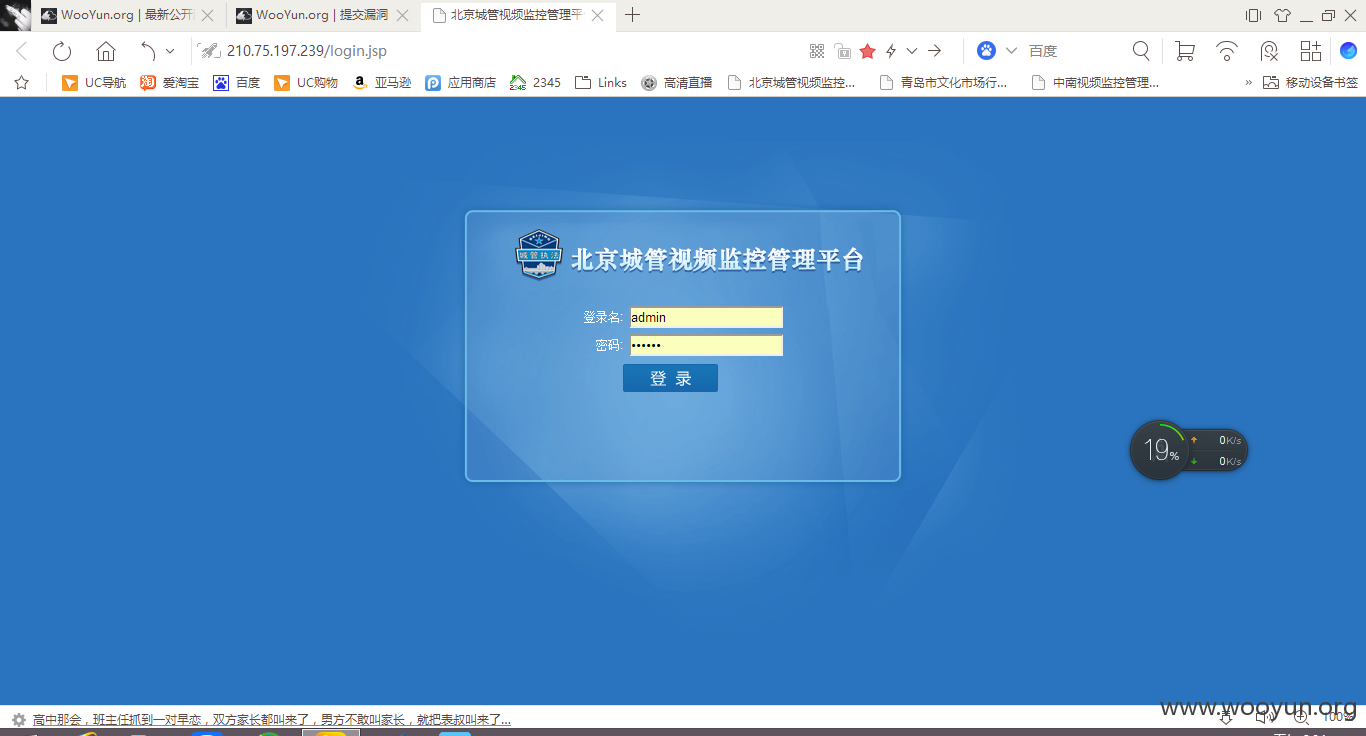 WooYun.org | 最新公开
WooYun.org | 提交漏洞
北京城管视频监控管理平
210.75.197.239/login.jsp
百度
UC导航
爱淘宝
百度
UC购物
亚马逊
应用商店
2345
Links
高清直播
北京城管视频监控...
青岛市文化市场行...
中南视频监控管理...
»
移动设备书签
城管执法
北京城管视频监控管理平台
登录名:
admin
密码:
••••••
登 录
19%
0K/s
0K/s
高中那会，班主任抓到一对早恋，双方家长都叫来了，男方不敢叫家长，就把表叔叫来了...
www.wooyun.org
100%